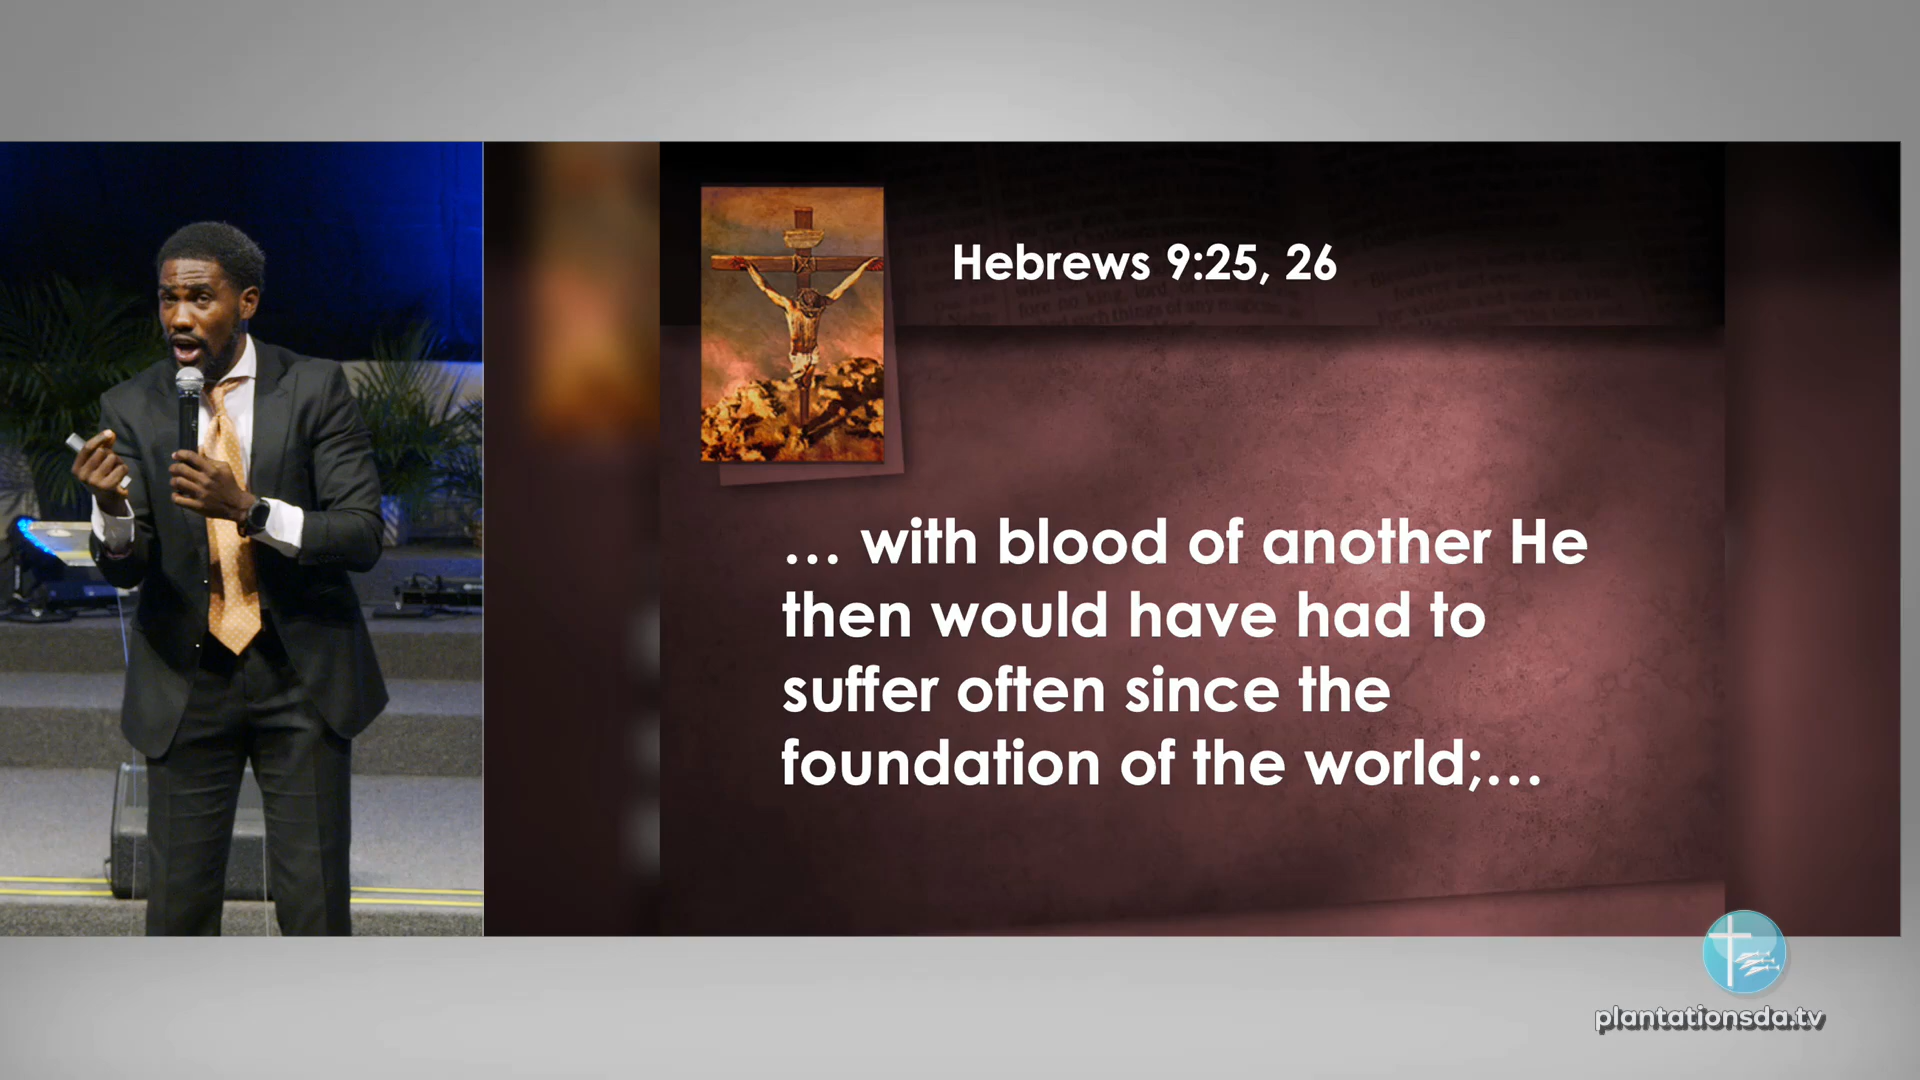 Hebrews 9:25, 26
… with blood of another He
then would have had to
suffer often since the
foundation of the world;…
plantationsda.tv